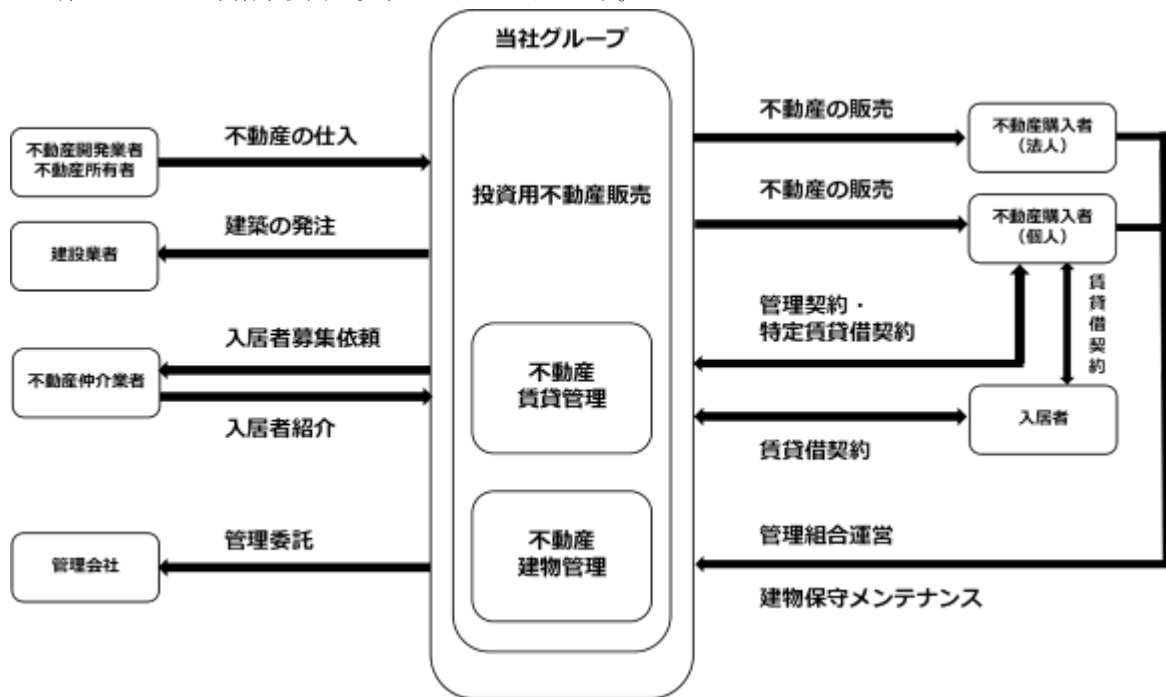 当社グループ
不動産開発業者
不動産所有者
不動産の仕入
建設業者
建築の発注
不動産仲介業者
入居者募集依頼
入居者紹介
管理会社
管理委託
投資用不動産販売
不動産
賃貸管理
不動産
建物管理
不動産の販売
不動産購入者
（法人）
不動産の販売
不動産購入者
（個人）
管理契約・
特定賃貸借契約
賃貸借契約
入居者
賃貸借契約
管理組合運営
建物保守メンテナンス